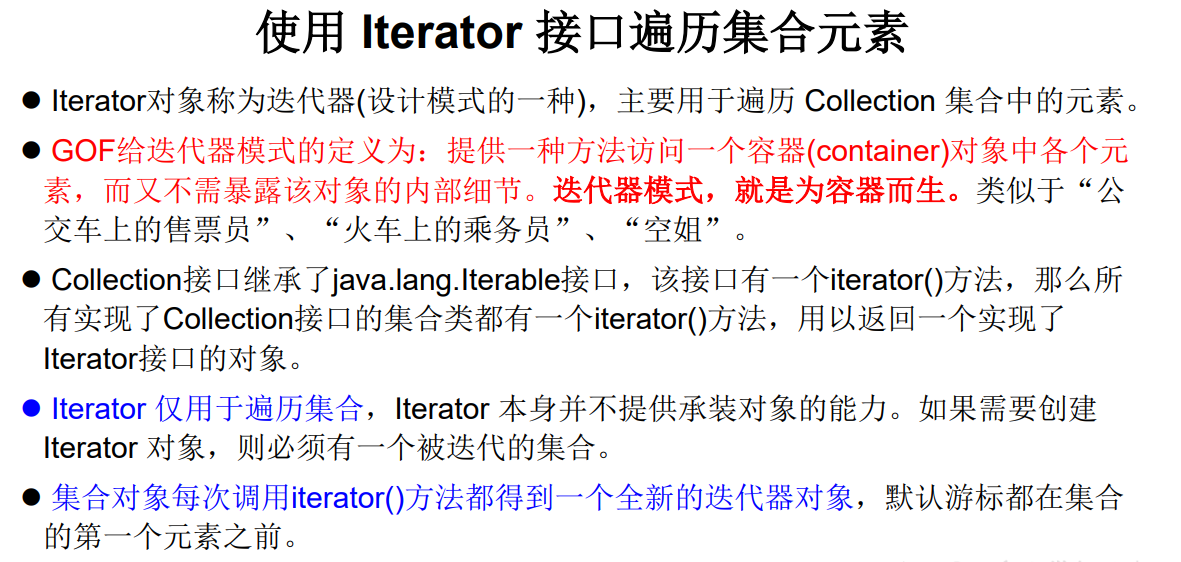 使用 Iterator 接口遍历集合元素
● Iterator对象称为迭代器(设计模式的一种)，主要用于遍历 Collection 集合中的元素。
● GOF给迭代器模式的定义为：提供一种方法访问一个容器(container)对象中各个元
素，而又不需暴露该对象的内部细节。迭代器模式，就是为容器而生。类似于“公
交车上的售票员”、“火车上的乘务员”、“空姐”。
● Collection接口继承了java.lang.Iterable接口，该接口有一个iterator()方法，那么所
有实现了Collection接口的集合类都有一个iterator()方法，用以返回一个实现了
Iterator接口的对象。
● Iterator 仅用于遍历集合，Iterator 本身并不提供承装对象的能力。如果需要创建
Iterator 对象，则必须有一个被迭代的集合。
● 集合对象每次调用iterator()方法都得到一个全新的迭代器对象，默认游标都在集合
的第一个元素之前。